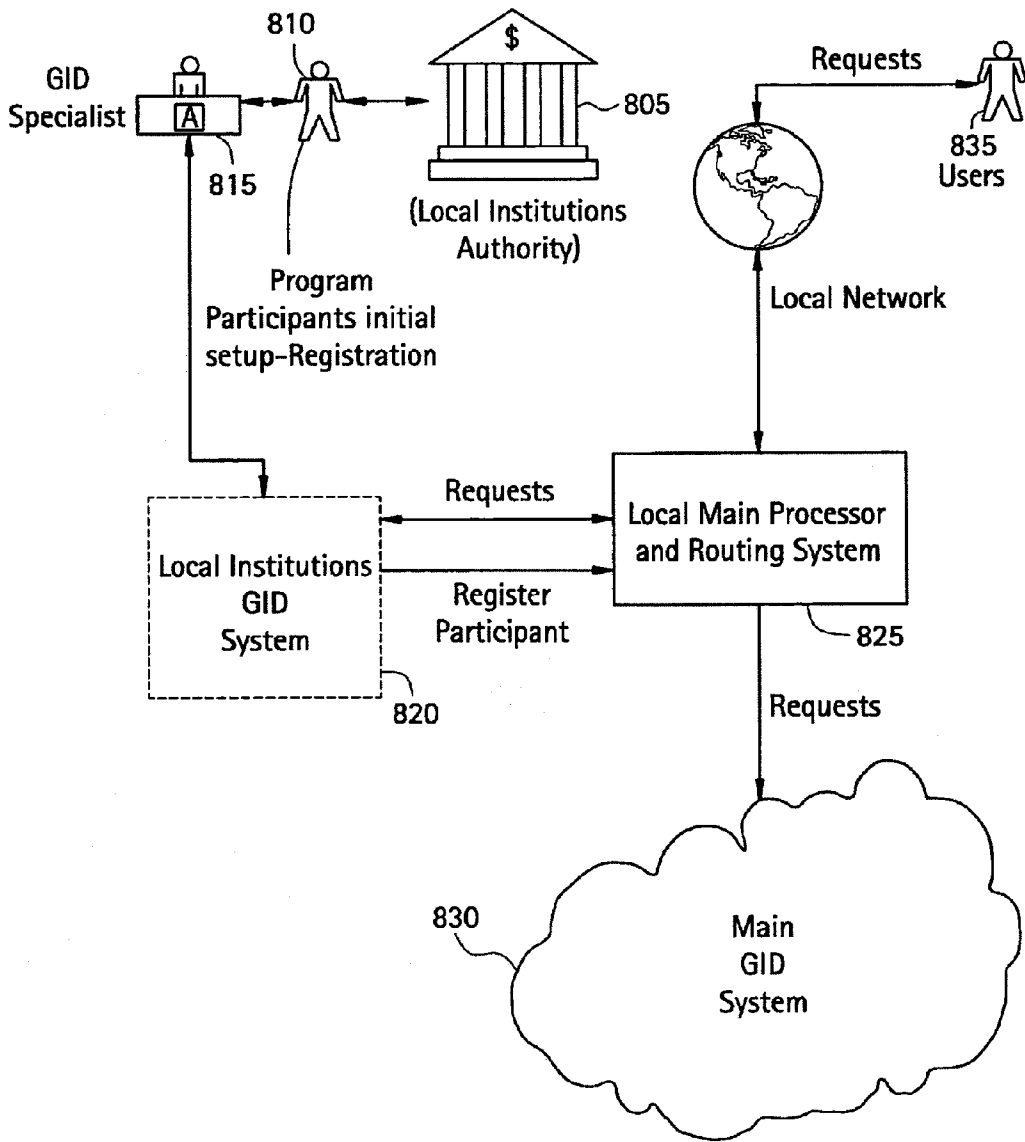 810
GID
Specialist
A
815
$
805
(Local Institutions
Authority)
Requests
835
Users
Program
Participants initial
setup-Registration
Local Network
Local Institutions
GID
System
820
Requests
Register
Participant
Local Main Processor
and Routing System
825
Requests
830
Main
GID
System